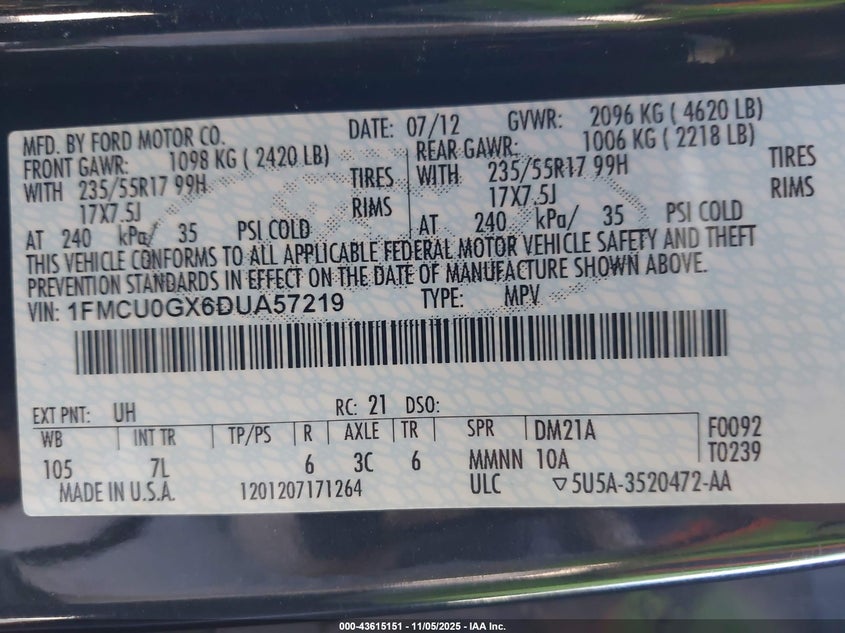 MFD. BY FORD MOTOR CO. DATE: 07/12 GVWR: 2096 KG ( 4620 LB)
FRONT GAWR: 1098 KG ( 2420 LB) REAR GAWR: 1006 KG ( 2218 LB)
WITH 235/55R17 99H TIRES WITH 235/55R17 99H TIRES
17X7.5J RIMS 17X7.5J RIMS
AT 240 kPa/ 35 PSI COLD AT 240 kPa/ 35 PSI COLD
THIS VEHICLE CONFORMS TO ALL APPLICABLE FEDERAL MOTOR VEHICLE SAFETY AND THEFT
PREVENTION STANDARDS IN EFFECT ON THE DATE OF MANUFACTURE SHOWN ABOVE.
VIN: 1FMCU0GX6DUA57219 TYPE: MPV
EXT PNT: UH RC: 21 DSO:
WB INT TR TP/PS R AXLE TR SPR DM21A F0092
105 7L 6 3C 6 MMNN 10A T0239
MADE IN U.S.A. 1201207171264 ULC ▽5U5A-3520472-AA
000-43615151 - 11/05/2025 - IAA Inc.